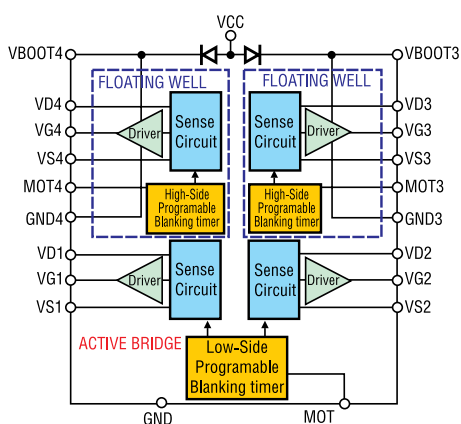 VCC
VBOOT4
VBOOT3
FLOATING WELL
FLOATING WELL
VD4
VG4
VS4
MOT4
GND4
Driver
Sense
Circuit
High-Side
Programable
Blanking timer
Sense
Circuit
Driver
High-Side
Programable
Blanking timer
VD3
VG3
VS3
MOT3
GND3
VD1
VG1
VS1
Driver
Sense
Circuit
Sense
Circuit
Driver
VD2
VG2
VS2
ACTIVE BRIDGE
Low-Side
Programable
Blanking timer
GND
MOT